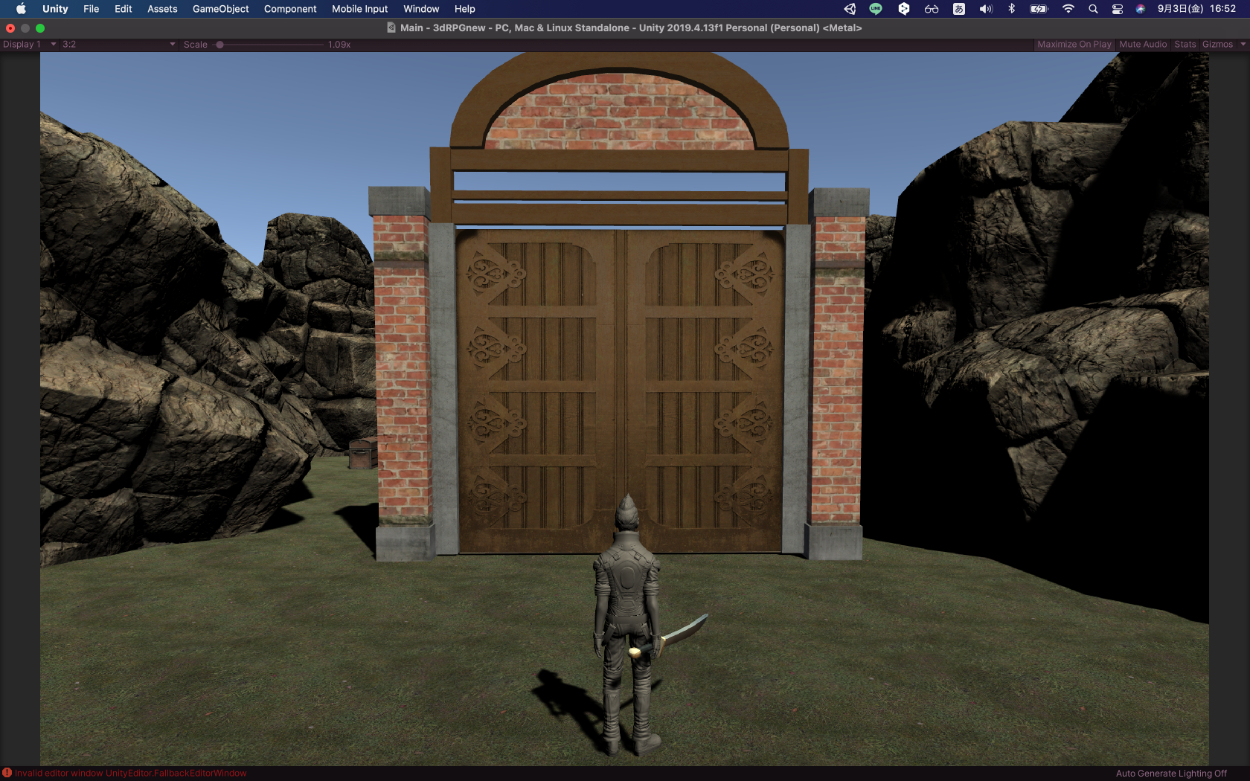 Unity File Edit Assets GameObject Component Mobile Input Window Help LINE あ 9月3日(金) 16:52
Main - 3dRPGnew - PC, Mac & Linux Standalone - Unity 2019.4.13f1 Personal (Personal) <Metal>
Display 1 3:2 Scale 1.09x Maximize On Play Mute Audio Stats Gizmos
Invalid editor window UnityEditor.FallbackEditorWindow Auto Generate Lighting Off